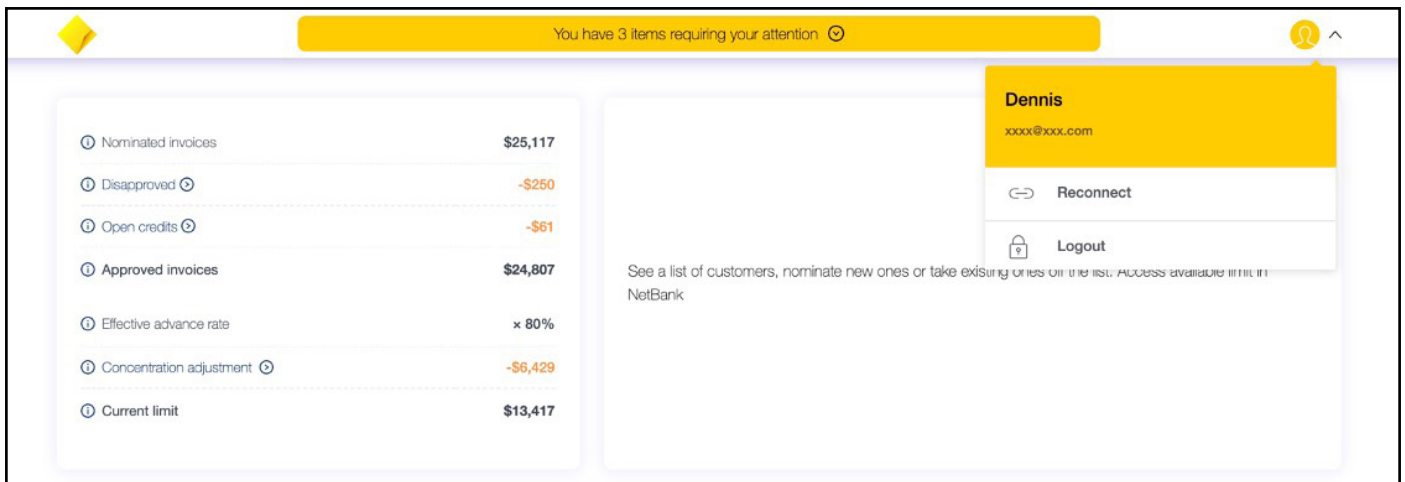 You have 3 items requiring your attention
Dennis
xxxx@xxx.com
Reconnect
Logout
Nominated invoices $25,117
Disapproved -$250
Open credits -$61
Approved invoices $24,807
Effective advance rate × 80%
Concentration adjustment -$6,429
Current limit $13,417
See a list of customers, nominate new ones or take existing ones off the list. Access available limit in
NetBank